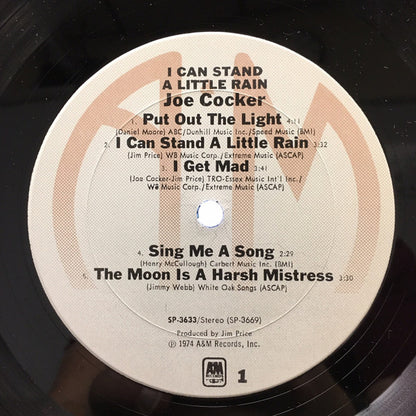 I CAN STAND
A LITTLE RAIN
Joe Cocker
1. Put Out The Light 4:11
(Daniel Moore) ABC/Dunhill Music Inc./Speed Music (BMI)
2. I Can Stand A Little Rain 3:32
(Jim Price) WB Music Corp./Extreme Music (ASCAP)
3. I Get Mad 3:41
(Joe Cocker-Jim Price) TRO-Essex Music Int'l Inc./
WB Music Corp./Extreme Music (ASCAP)
4. Sing Me A Song 2:29
(Henry McCullough) Carbert Music Inc. (BMI)
5. The Moon Is A Harsh Mistress 3:30
(Jimmy Webb) White Oak Songs (ASCAP)
SP-3633/Stereo (SP-3669)
Produced by Jim Price
Ⓟ 1974 A&M Records, Inc.
A&M
RECORDS
1